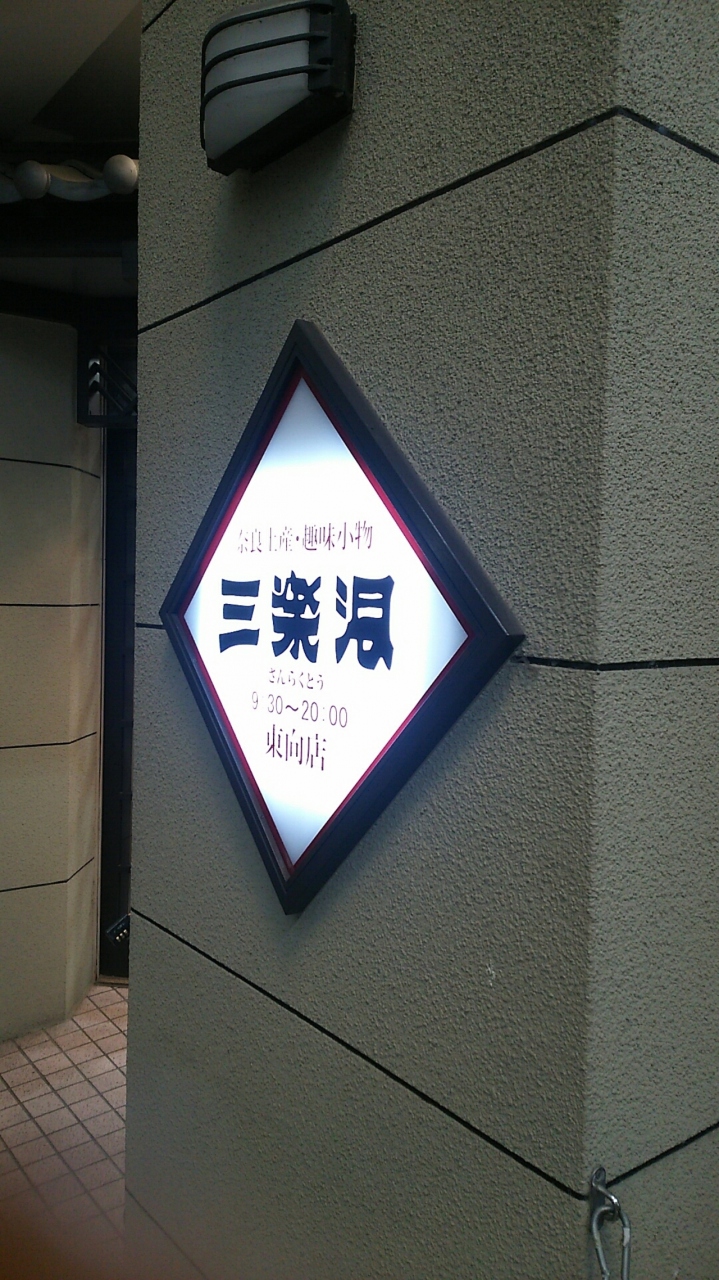 奈良土産・趣味小物
三楽洞
さんらくとう
9:30～20:00
東向店